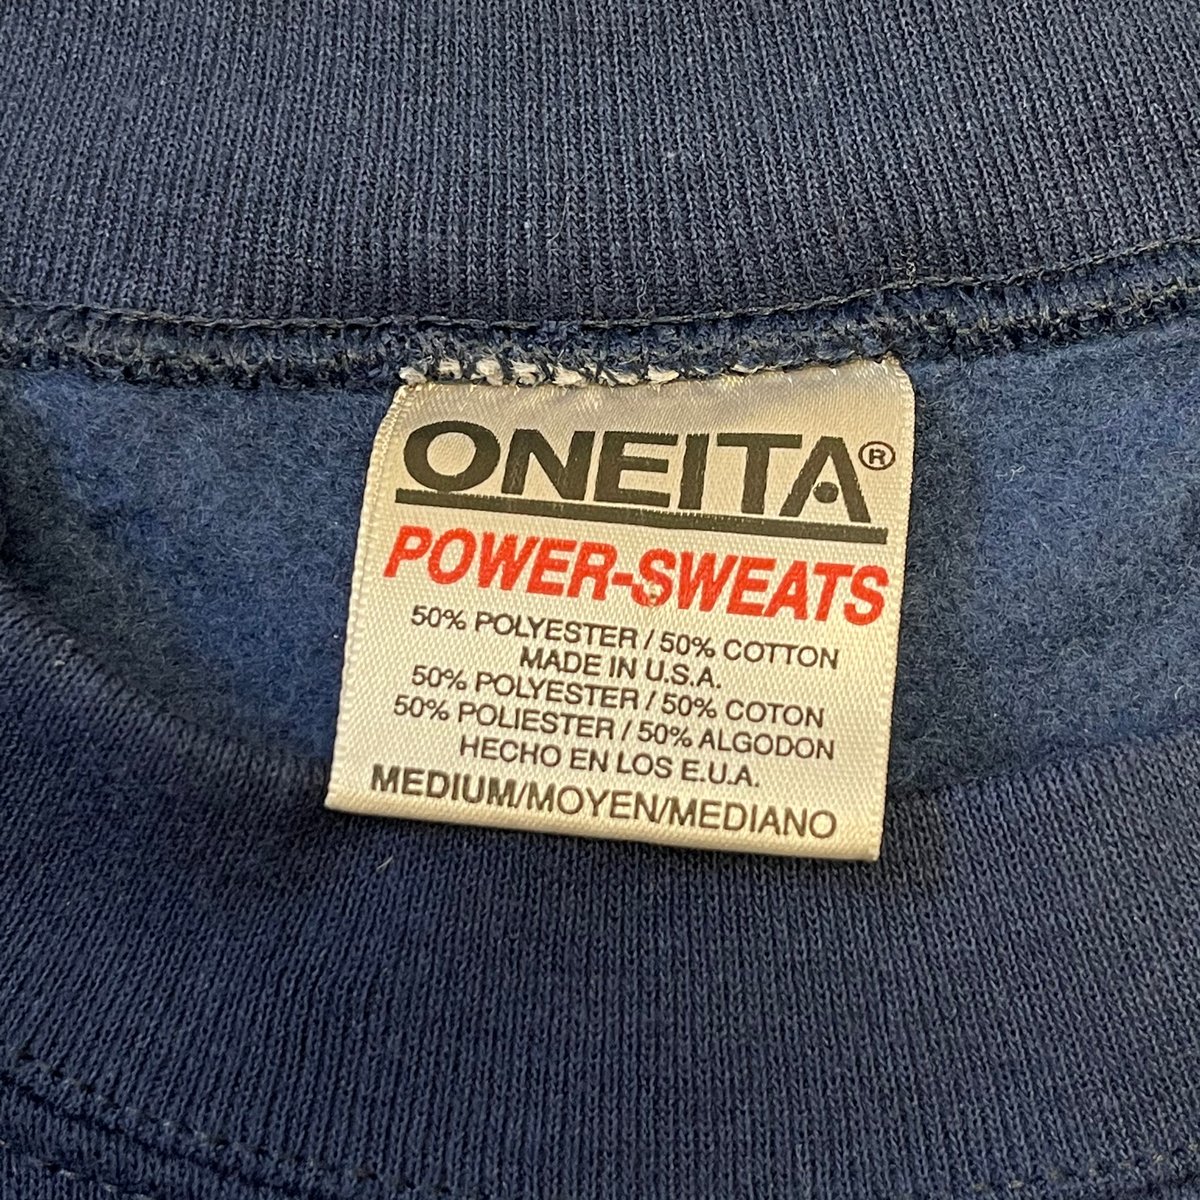 ONEITA®
POWER-SWEATS
50% POLYESTER / 50% COTTON
MADE IN U.S.A.
50% POLYESTER / 50% COTON
50% POLIESTER / 50% ALGODON
HECHO EN LOS E.U.A.
MEDIUM/MOYEN/MEDIANO